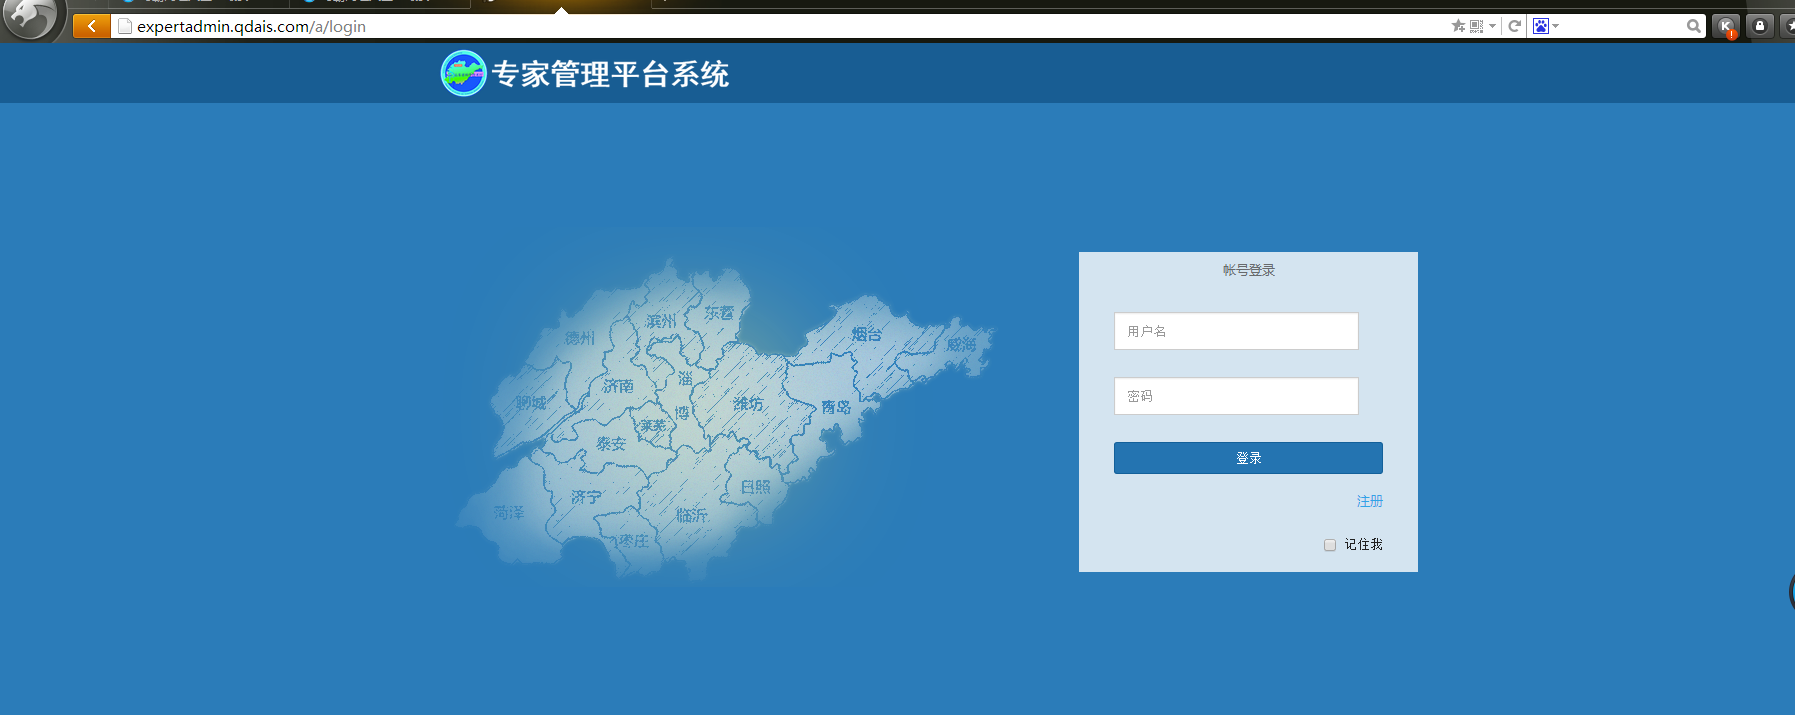 expertadmin.qdais.com/a/login
专家管理平台系统
帐号登录
用户名
密码
登录
注册
记住我
滨州
东营
德州
烟台
威海
济南
淄
博
聊城
潍坊
青岛
莱芜
泰安
日照
济宁
菏泽
临沂
枣庄